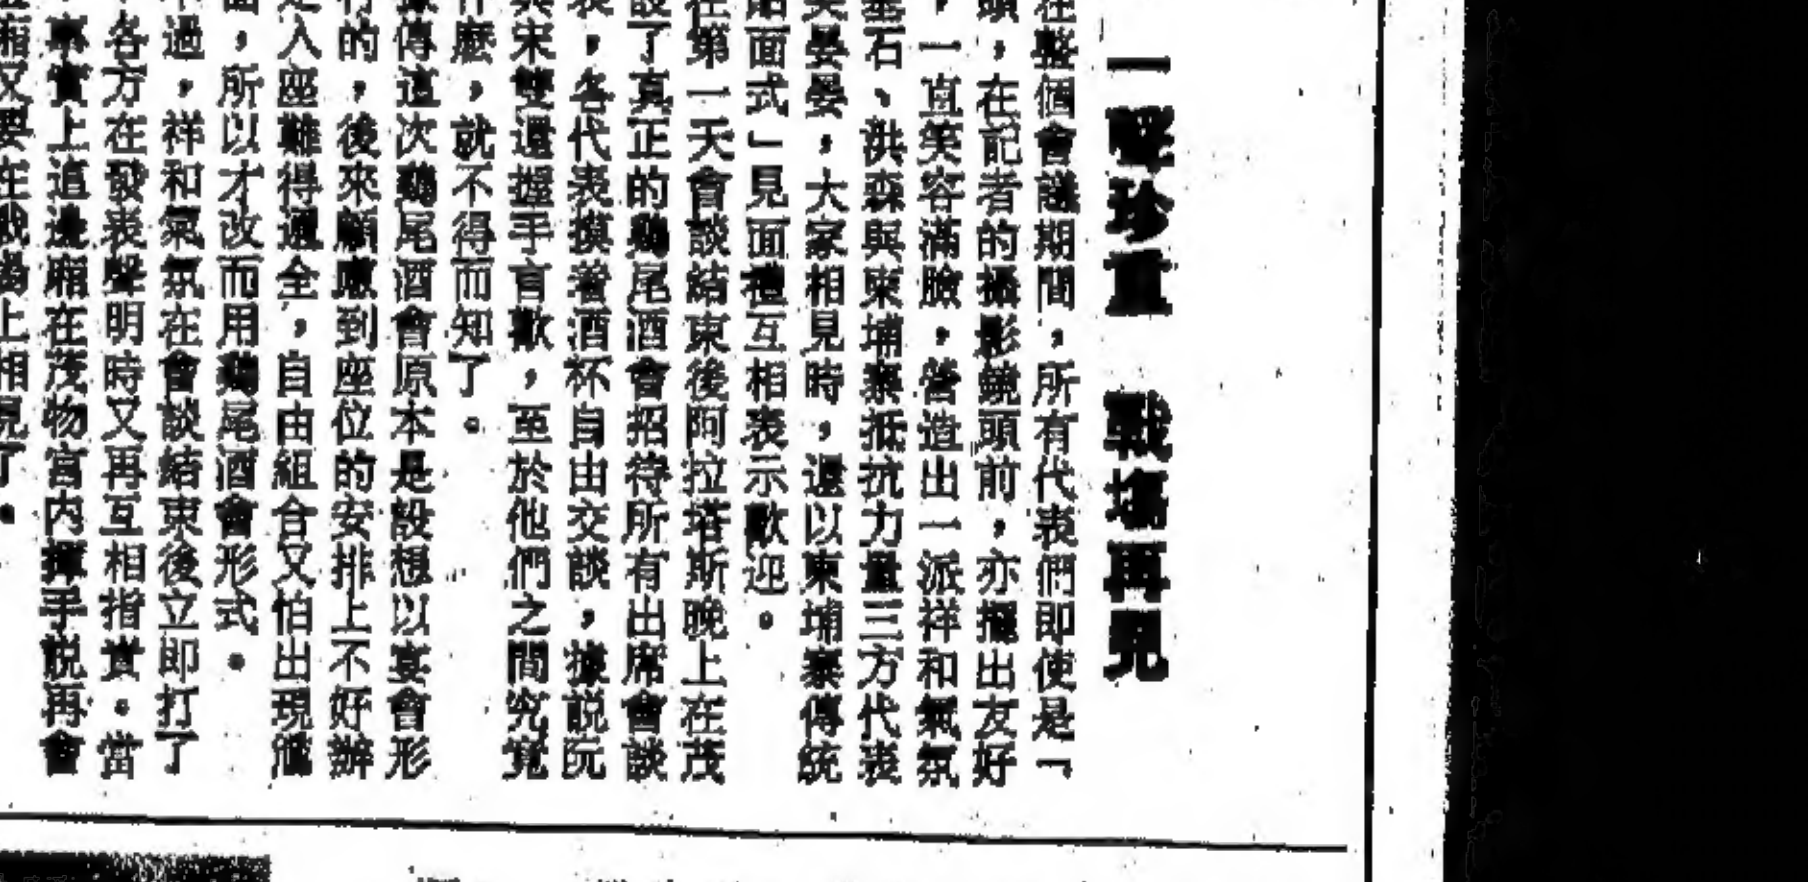 一聲珍重 戰場再見
在整個會議期間，所有代表們即使是「
頭，在記者的攝影鏡頭前，亦擺出友好
，一直笑容滿臉，營造出一派祥和氣氛
基石、洪森與柬埔寨抵抗力量三方代表
笑晏晏，大家相見時，還以柬埔寨傳統
面式」見面禮互相表示歡迎。
在第一天會談結束後阿拉塔斯晚上在茂
設了真正的鷄尾酒會招待所有出席會談
表，各代表摸着酒杯自由交談，據説阮
與宋雙還握手言歡，至於他們之間究竟
什麼，就不得而知了。
據傳這次鷄尾酒會原本是設想以宴會形
行的，後來顧慮到座位的安排上不好辦
是入座難得週全，自由組合又怕出現尷
面，所以才改而用鷄尾酒會形式。
不過，祥和氣氛在會談結束後立即打了
，各方在發表聲明時又再互相指責。當
事實上這邊廂在茂物宮内揮手説再會
廂又要在戰場上相見了。